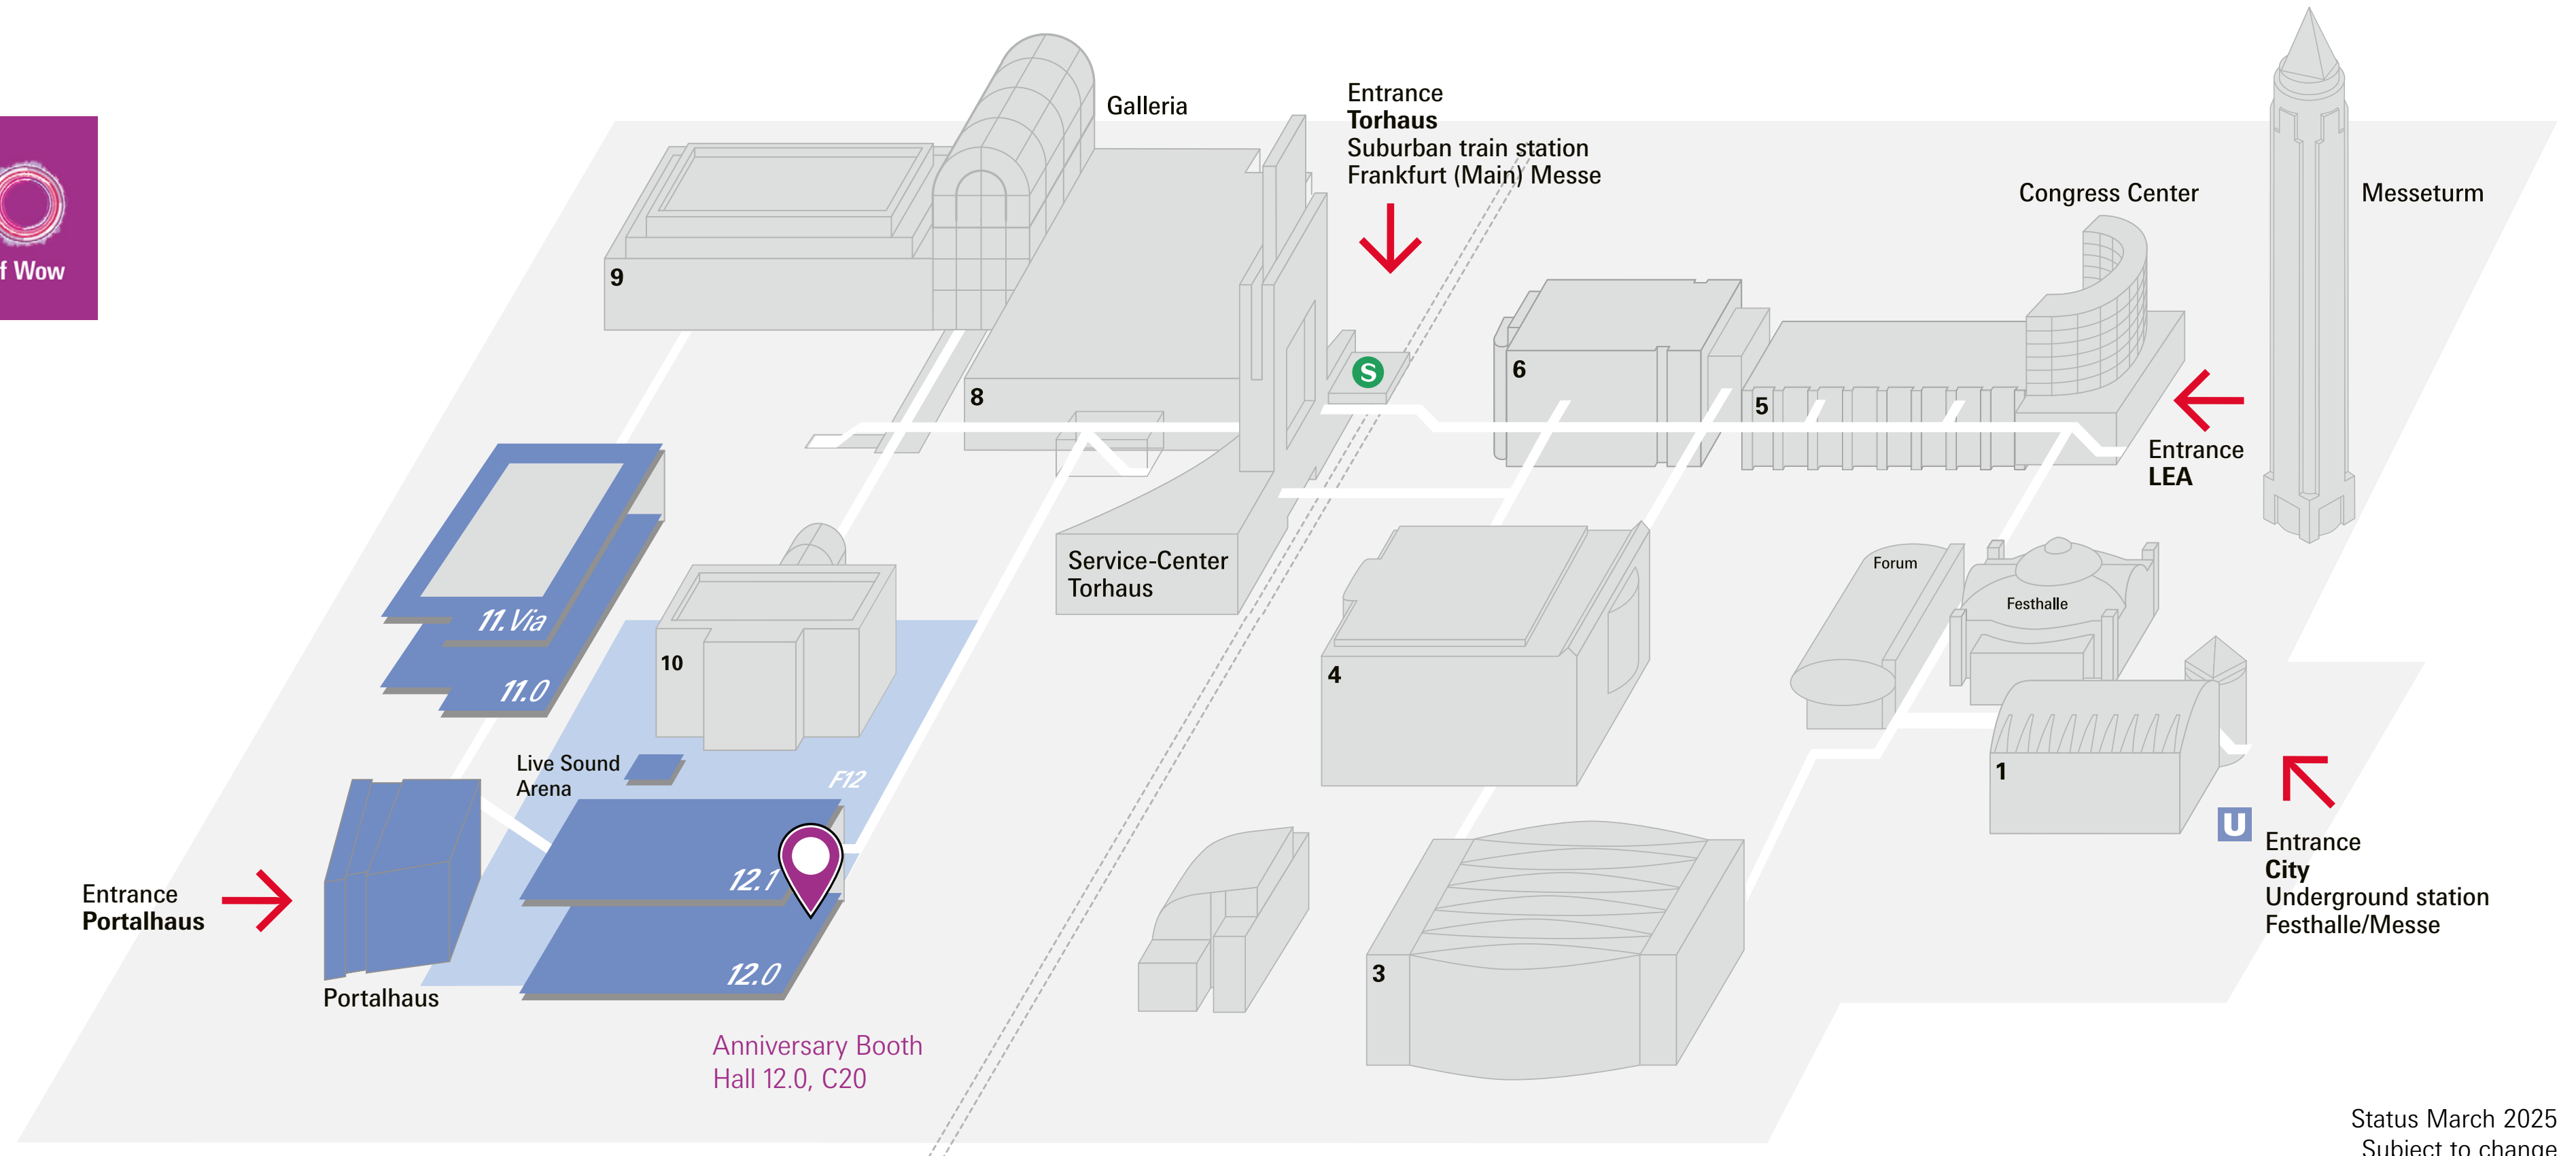 f Wow
Galleria
Entrance
Torhaus
Suburban train station
Frankfurt (Main) Messe
Congress Center
Messeturm
9
8
S
6
5
Entrance
LEA
Service-Center
Torhaus
Forum
Festhalle
11.Via
11.0
10
4
Live Sound
Arena
F12
1
U
Entrance
City
Underground station
Festhalle/Messe
Entrance
Portalhaus
12.1
12.0
3
Portalhaus
Anniversary Booth
Hall 12.0, C20
Status March 2025
Subject to change